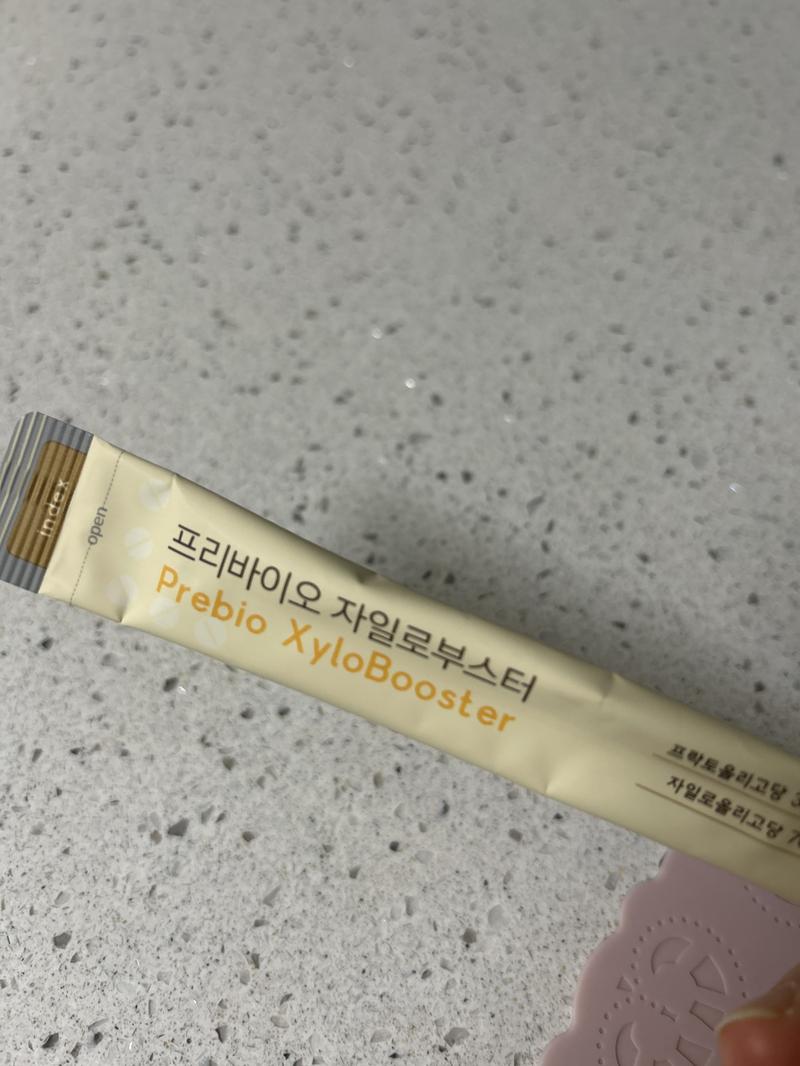 index
open
프리바이오 자일로부스터
Prebio XyloBooster
프락토올리고당
자일로올리고당